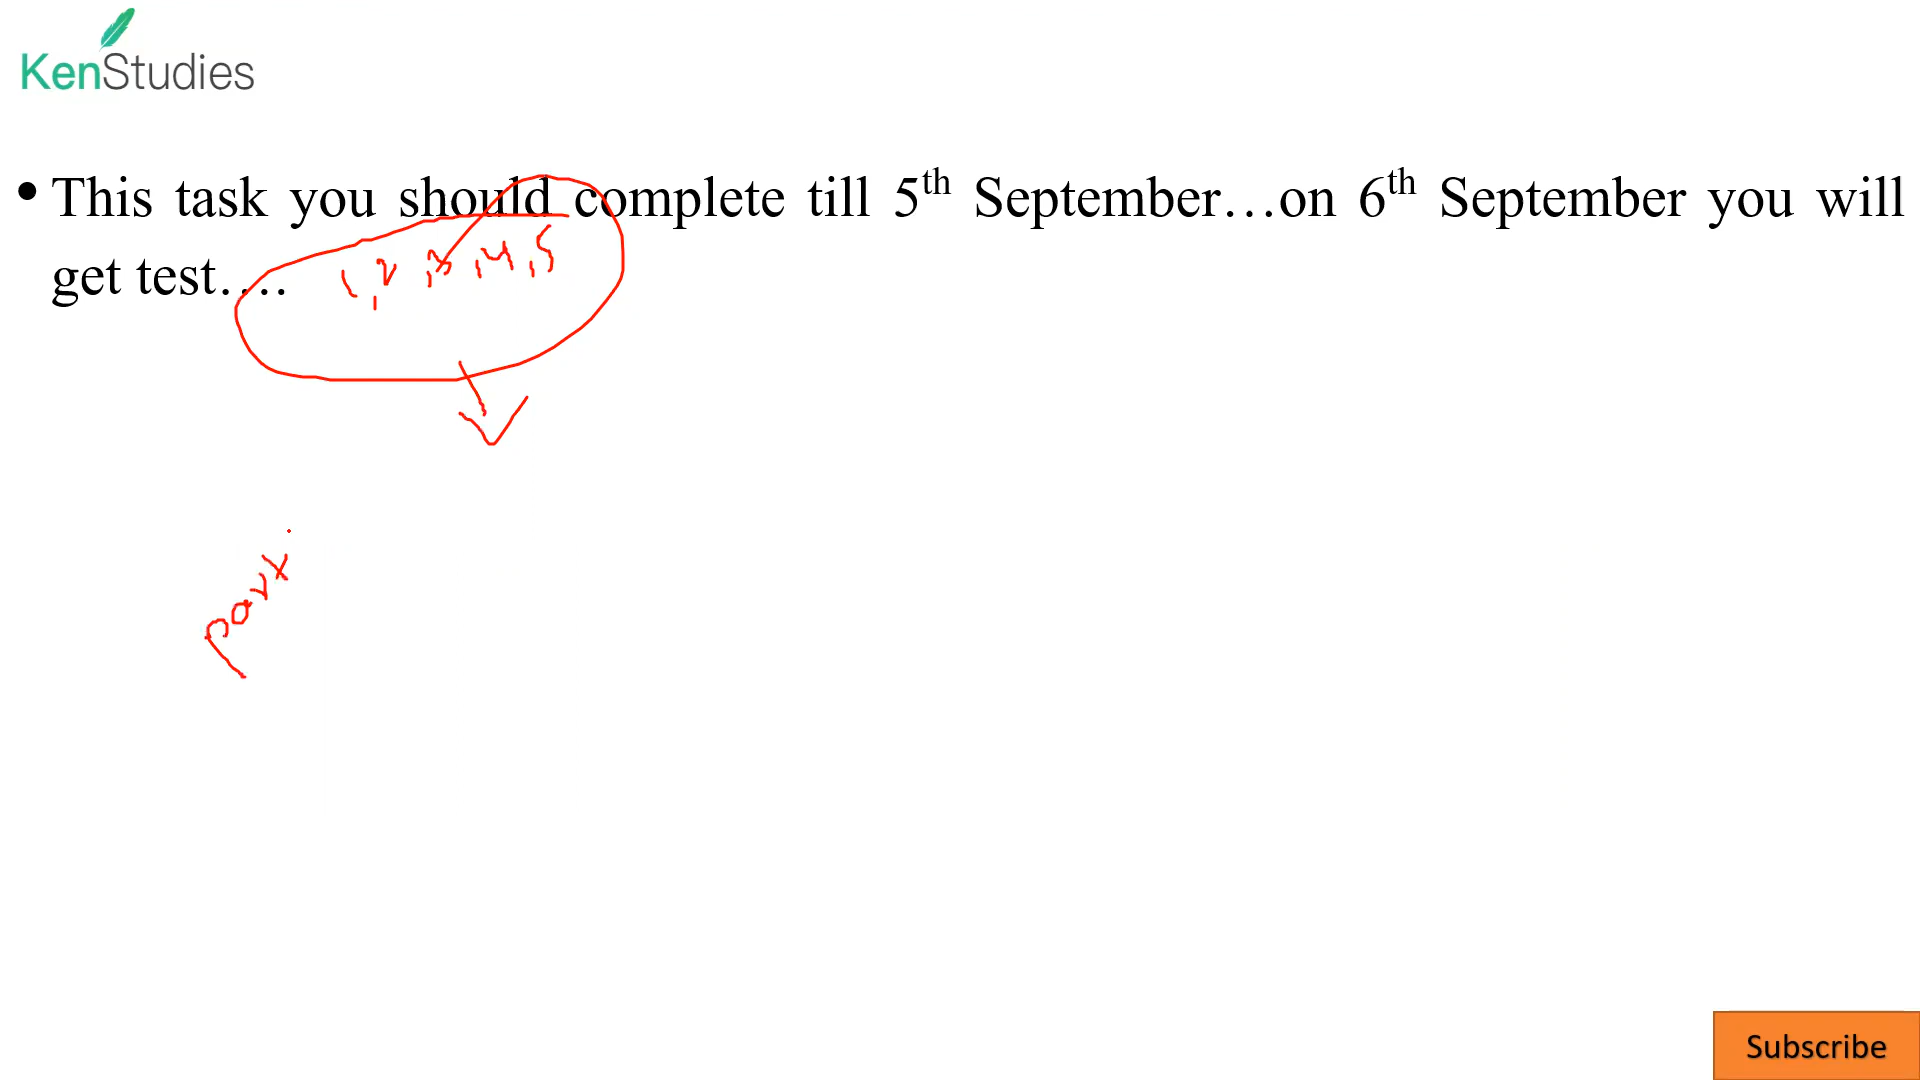 KenStudies
• This task you should complete till 5th September…on 6th September you will
get test….
1,2,3,4,5
part
Subscribe